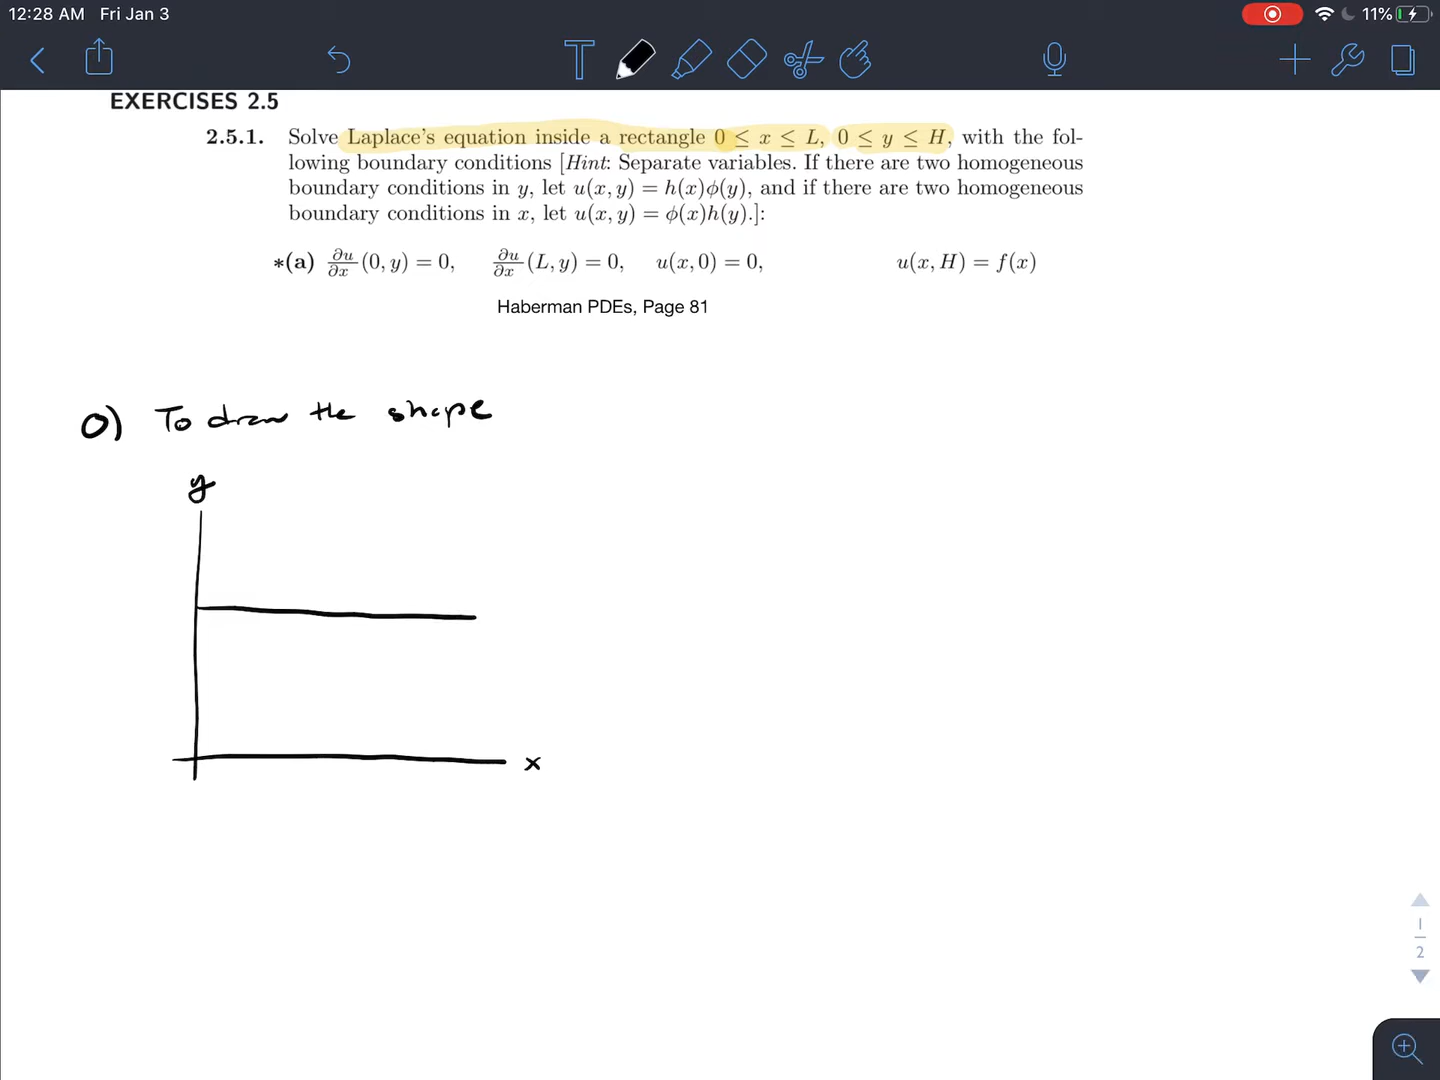 12:28 AM Fri Jan 3 11%
T
EXERCISES 2.5
2.5.1. Solve Laplace's equation inside a rectangle 0 ≤ x ≤ L, 0 ≤ y ≤ H, with the fol-
lowing boundary conditions [Hint: Separate variables. If there are two homogeneous
boundary conditions in y, let u(x, y) = h(x)ϕ(y), and if there are two homogeneous
boundary conditions in x, let u(x, y) = ϕ(x)h(y).]:
*(a) ∂u/∂x (0, y) = 0, ∂u/∂x (L, y) = 0, u(x, 0) = 0, u(x, H) = f(x)
Haberman PDEs, Page 81
0) To draw the shape
y
x
1
2